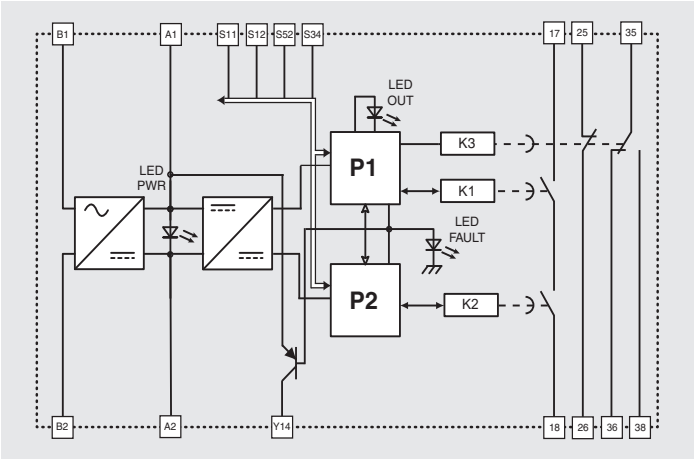 B1
A1
S11
S12
S52
S34
17
25
35
LED
OUT
P1
K3
LED
PWR
K1
LED
FAULT
P2
K2
B2
A2
Y14
18
26
36
38